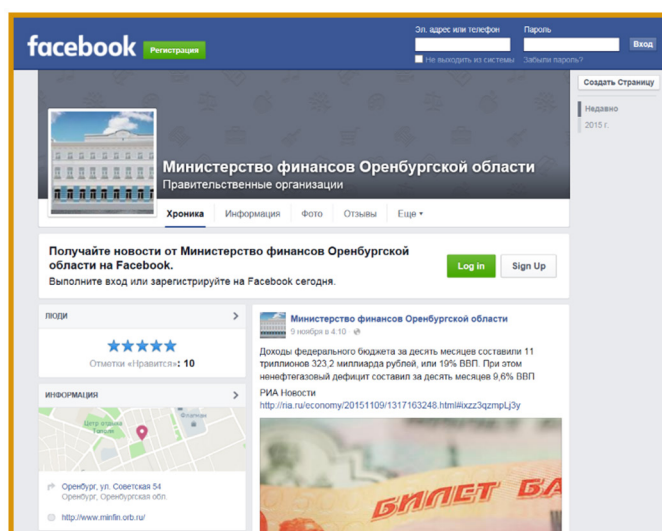 facebook
Регистрация
Эл. адрес или телефон
Пароль
Вход
Не выходить из системы
Забыли пароль?
Создать Страницу
Недавно
2015 г.
Министерство финансов Оренбургской области
Правительственные организации
Хроника Информация Фото Отзывы Еще
Получайте новости от Министерство финансов Оренбургской
области на Facebook.
Выполните вход или зарегистрируйте на Facebook сегодня.
Log in
Sign Up
ЛЮДИ
Отметки «Нравится»: 10
ИНФОРМАЦИЯ
Центр отдыха
Тополя
Флагман
Оренбург, ул. Советская 54
Оренбург, Оренбургская обл.
http://www.minfin.orb.ru/
Министерство финансов Оренбургской области
9 ноября в 4:10
Доходы федерального бюджета за десять месяцев составили 11
триллионов 323,2 миллиарда рублей, или 19% ВВП. При этом
ненефтегазовый дефицит составил за десять месяцев 9,6% ВВП
РИА Новости
http://ria.ru/economy/20151109/1317163248.html#ixzz3qzmpLj3y
БИЛЕТ БА